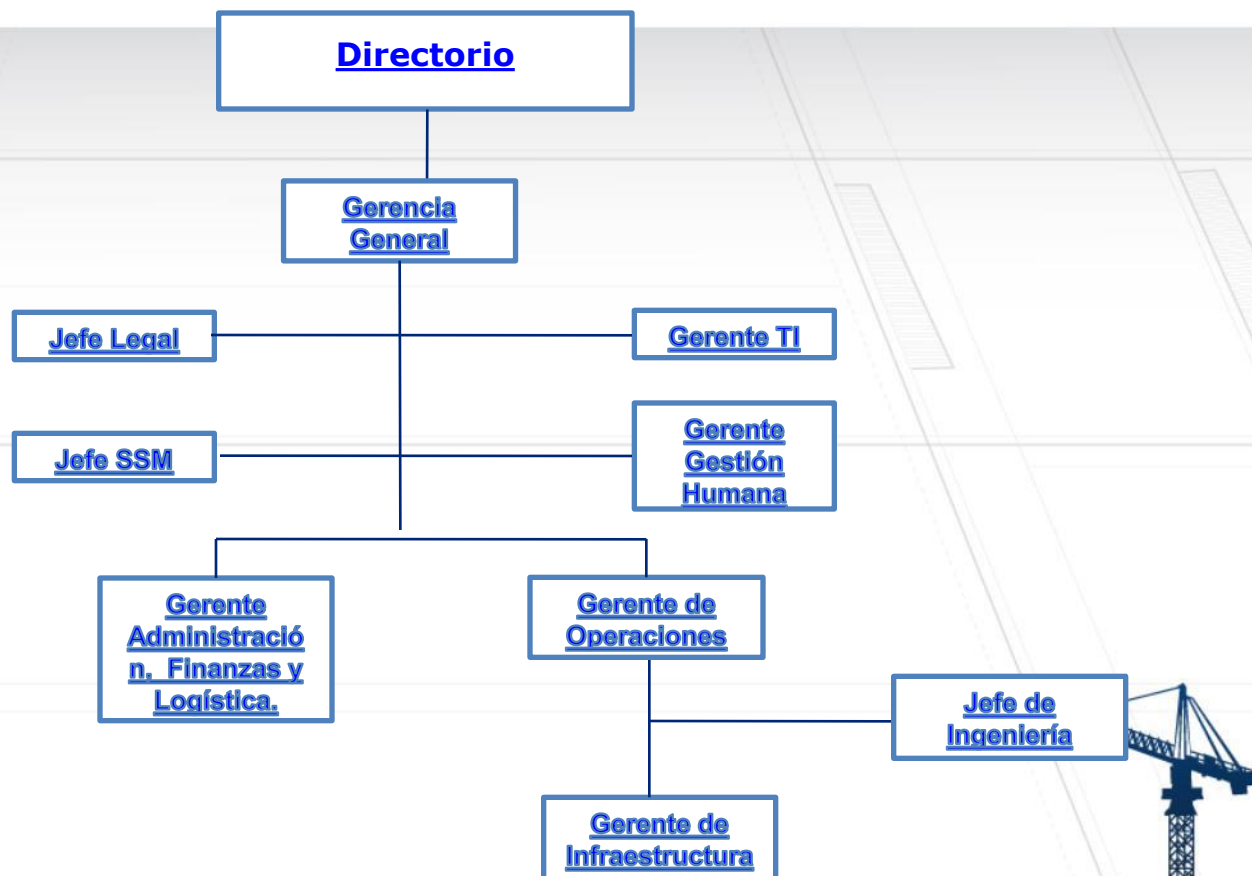 Directorio
Gerencia
General
Jefe Legal
Gerente TI
Jefe SSM
Gerente
Gestión
Humana
Gerente
Administració
n. Finanzas y
Logística.
Gerente de
Operaciones
Jefe de
Ingeniería
Gerente de
Infraestructura